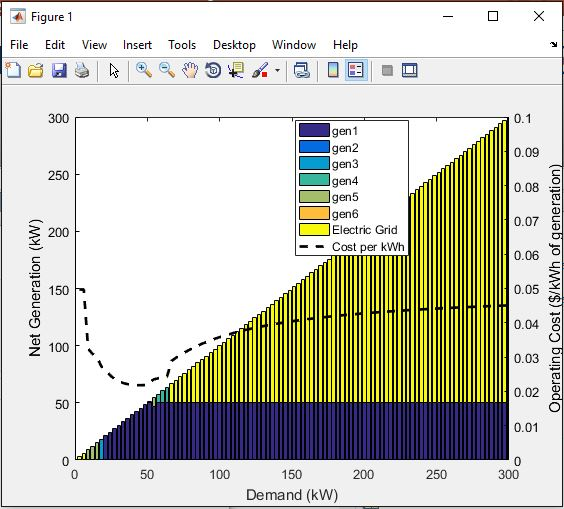 Figure 1
File Edit View Insert Tools Desktop Window Help
300
250
200
150
100
50
0
Net Generation (kW)
gen1
gen2
gen3
gen4
gen5
gen6
Electric Grid
Cost per kWh
0.1
0.09
0.08
0.07
0.06
0.05
0.04
0.03
0.02
0.01
0
Operating Cost ($/kWh of generation)
0 50 100 150 200 250 300
Demand (kW)